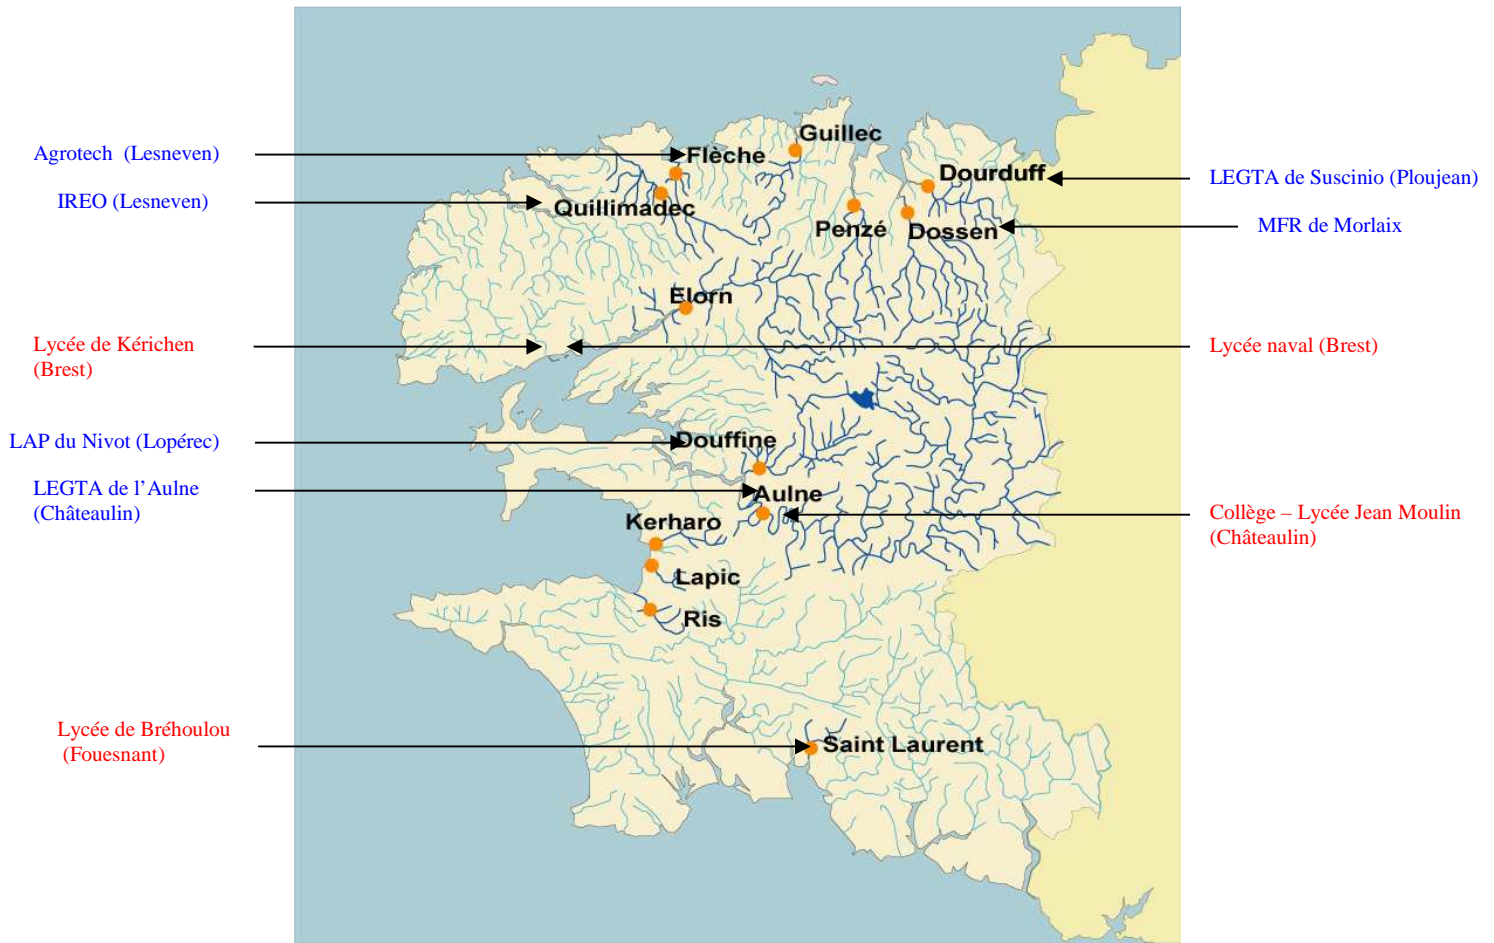 Guillec
Agrotech (Lesneven)
Flèche
Dourduff
LEGTA de Suscinio (Ploujean)
IREO (Lesneven)
Quillimadec
Penzé
Dossen
MFR de Morlaix
Elorn
Lycée de Kérichen
(Brest)
Lycée naval (Brest)
LAP du Nivot (Lopérec)
Douffine
LEGTA de l’Aulne
(Châteaulin)
Aulne
Collège – Lycée Jean Moulin
(Châteaulin)
Kerharo
Lapic
Ris
Lycée de Bréhoulou
(Fouesnant)
Saint Laurent